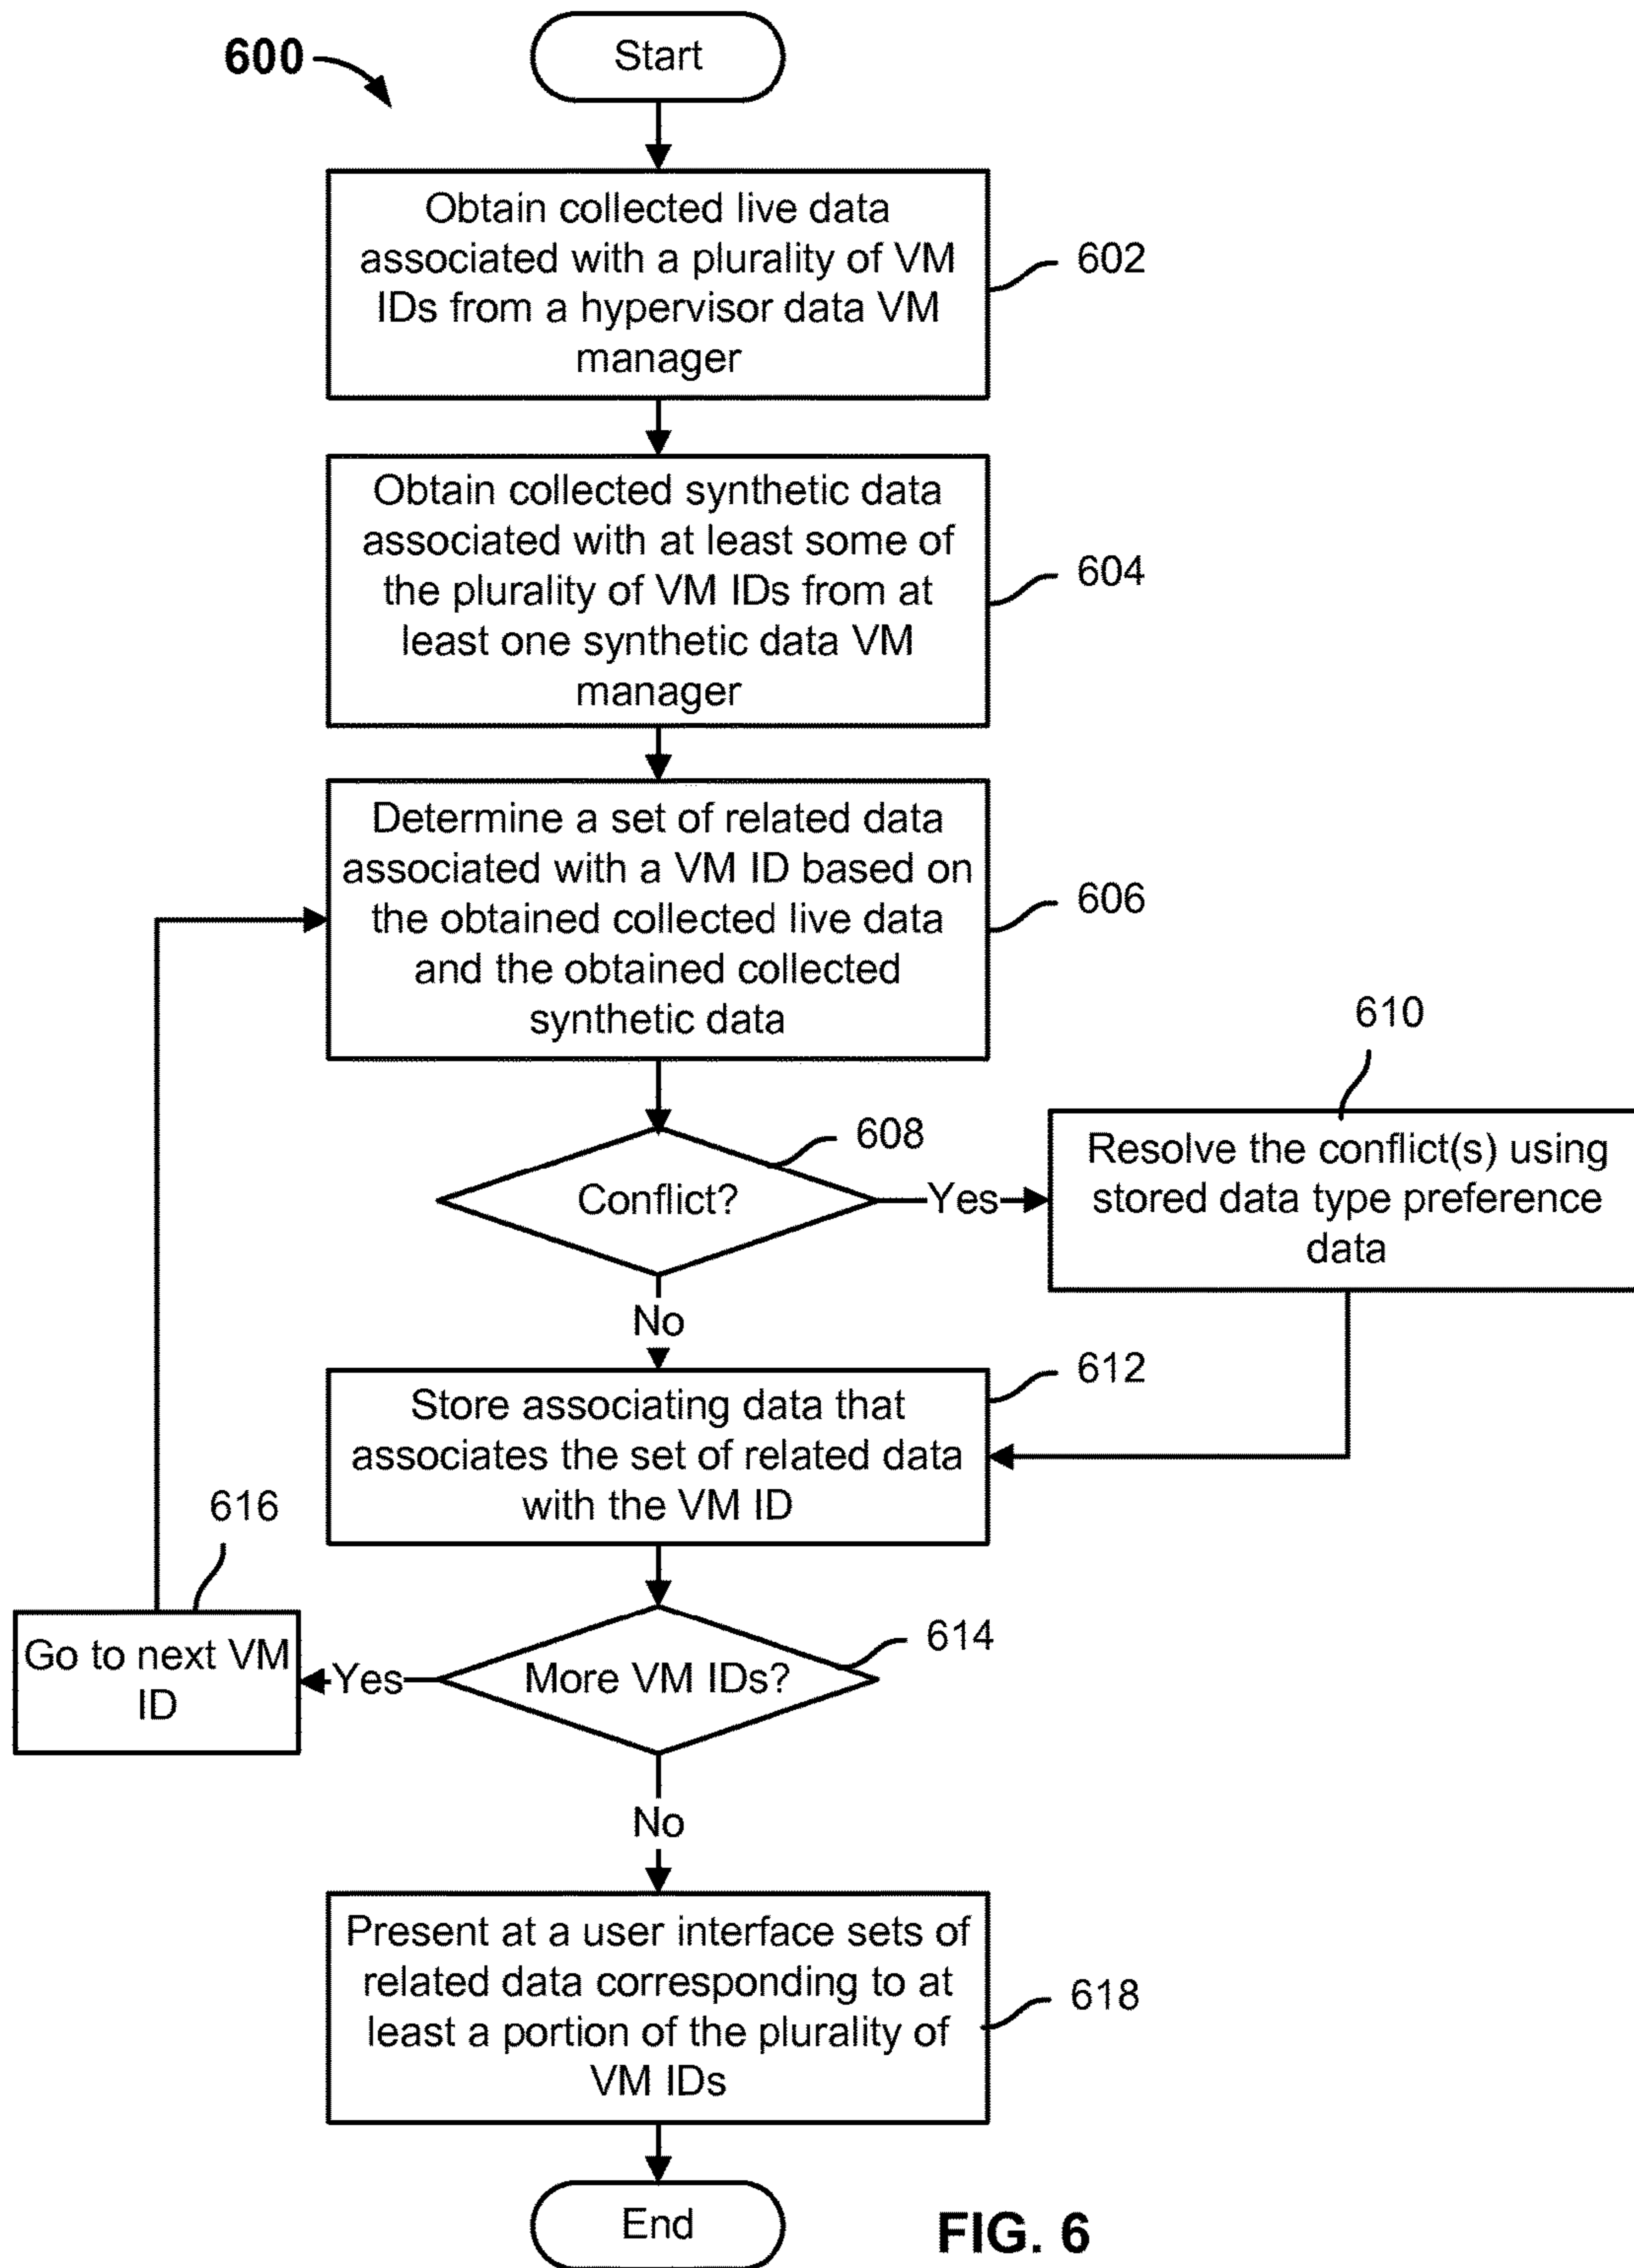 600
Start
Obtain collected live data
associated with a plurality of VM
IDs from a hypervisor data VM
manager
602
Obtain collected synthetic data
associated with at least some of
the plurality of VM IDs from at
least one synthetic data VM
manager
604
Determine a set of related data
associated with a VM ID based on
the obtained collected live data
and the obtained collected
synthetic data
606
608
Conflict?
Yes
610
Resolve the conflict(s) using
stored data type preference
data
No
612
Store associating data that
associates the set of related data
with the VM ID
616
Go to next VM
ID
Yes
More VM IDs?
614
No
Present at a user interface sets of
related data corresponding to at
least a portion of the plurality of
VM IDs
618
End
FIG. 6